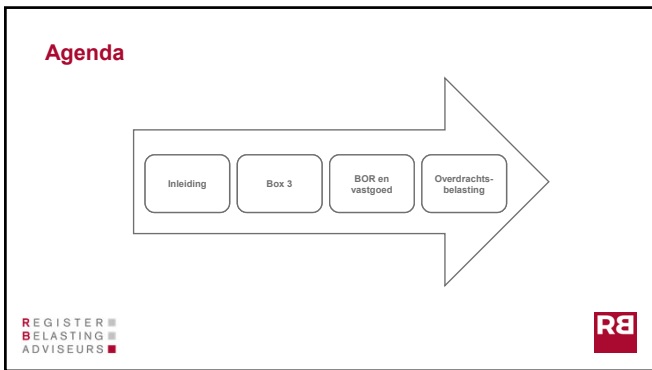 Agenda
Inleiding
Box 3
BOR en
vastgoed
Overdrachts-
belasting
REGISTER
BELASTING
ADVISEURS
RB